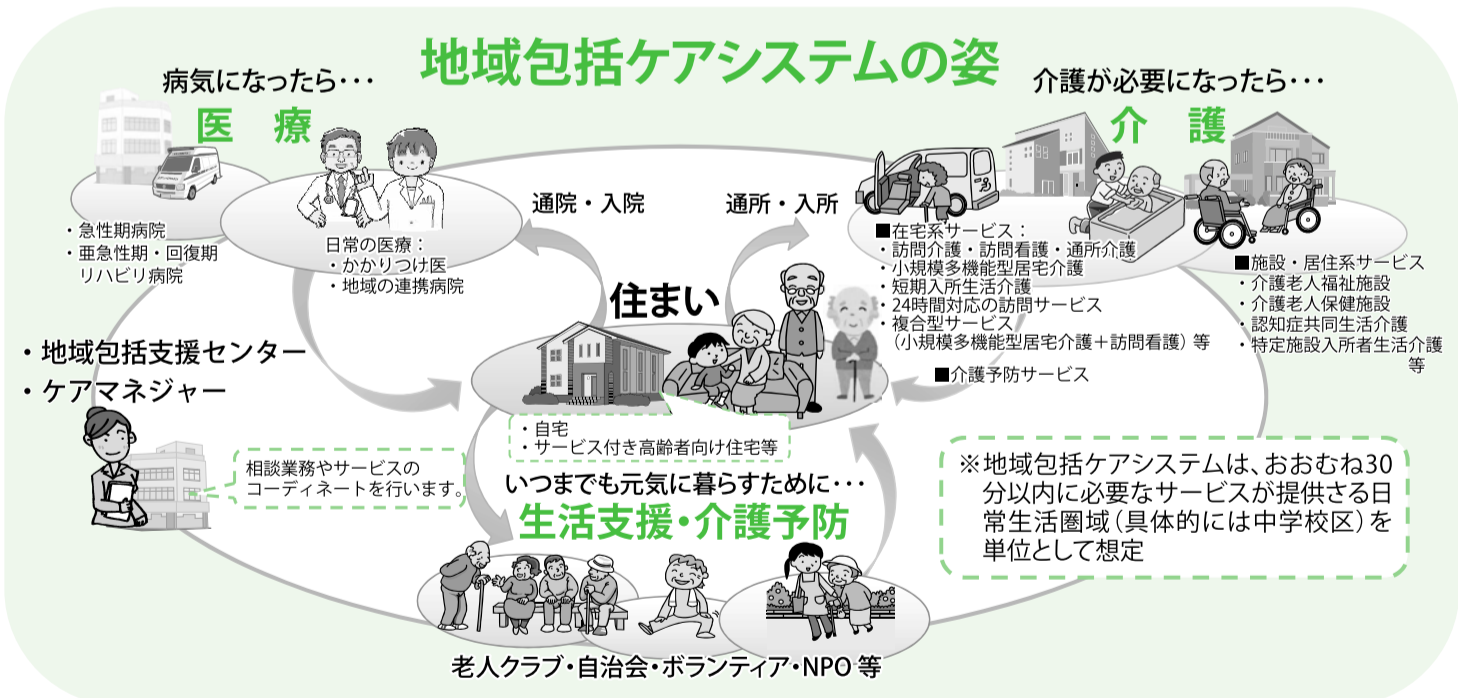 地域包括ケアシステムの姿
病気になったら･･･
医 療
・急性期病院
・亜急性期・回復期
リハビリ病院
日常の医療：
・かかりつけ医
・地域の連携病院
通院・入院
通所・入所
介護が必要になったら･･･
介 護
■在宅系サービス：
・訪問介護・訪問看護・通所介護
・小規模多機能型居宅介護
・短期入所生活介護
・24時間対応の訪問サービス
・複合型サービス
（小規模多機能型居宅介護＋訪問看護）等
■介護予防サービス
■施設・居住系サービス
・介護老人福祉施設
・介護老人保健施設
・認知症共同生活介護
・特定施設入所者生活介護
等
住まい
・自宅
・サービス付き高齢者向け住宅等
・地域包括支援センター
・ケアマネジャー
相談業務やサービスの
コーディネートを行います。
いつまでも元気に暮らすために･･･
生活支援・介護予防
老人クラブ・自治会・ボランティア・NPO 等
※地域包括ケアシステムは、おおむね30
分以内に必要なサービスが提供さる日
常生活圏域（具体的には中学校区）を
単位として想定